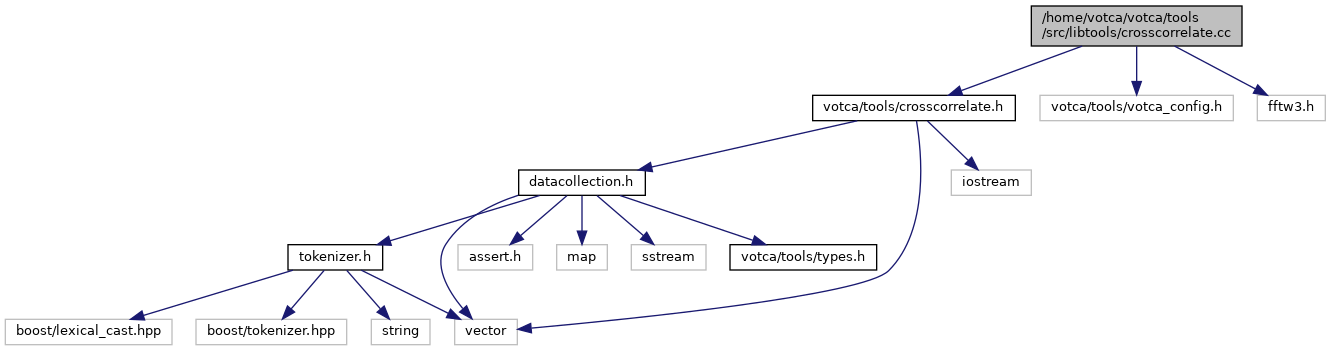 /home/votca/votca/tools
/src/libtools/crosscorrelate.cc
votca/tools/crosscorrelate.h
votca/tools/votca_config.h
fftw3.h
datacollection.h
iostream
tokenizer.h
assert.h
map
sstream
votca/tools/types.h
boost/lexical_cast.hpp
boost/tokenizer.hpp
string
vector